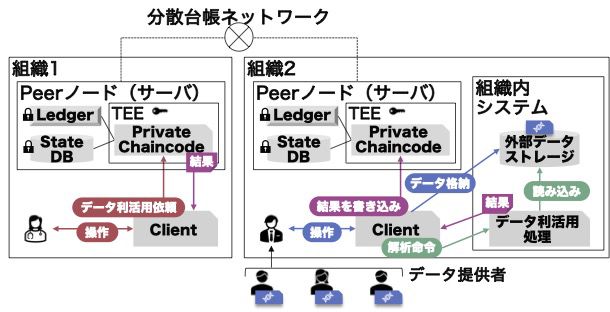 分散台帳ネットワーク
組織1
Peerノード（サーバ）
Ledger
TEE
State
DB
Private
Chaincode
結果
データ利活用依頼
操作
Client
組織2
Peerノード（サーバ）
Ledger
TEE
State
DB
Private
Chaincode
組織内
システム
外部データ
ストレージ
データ格納
結果を書き込み
読み込み
結果
操作
Client
解析命令
データ利活用
処理
データ提供者